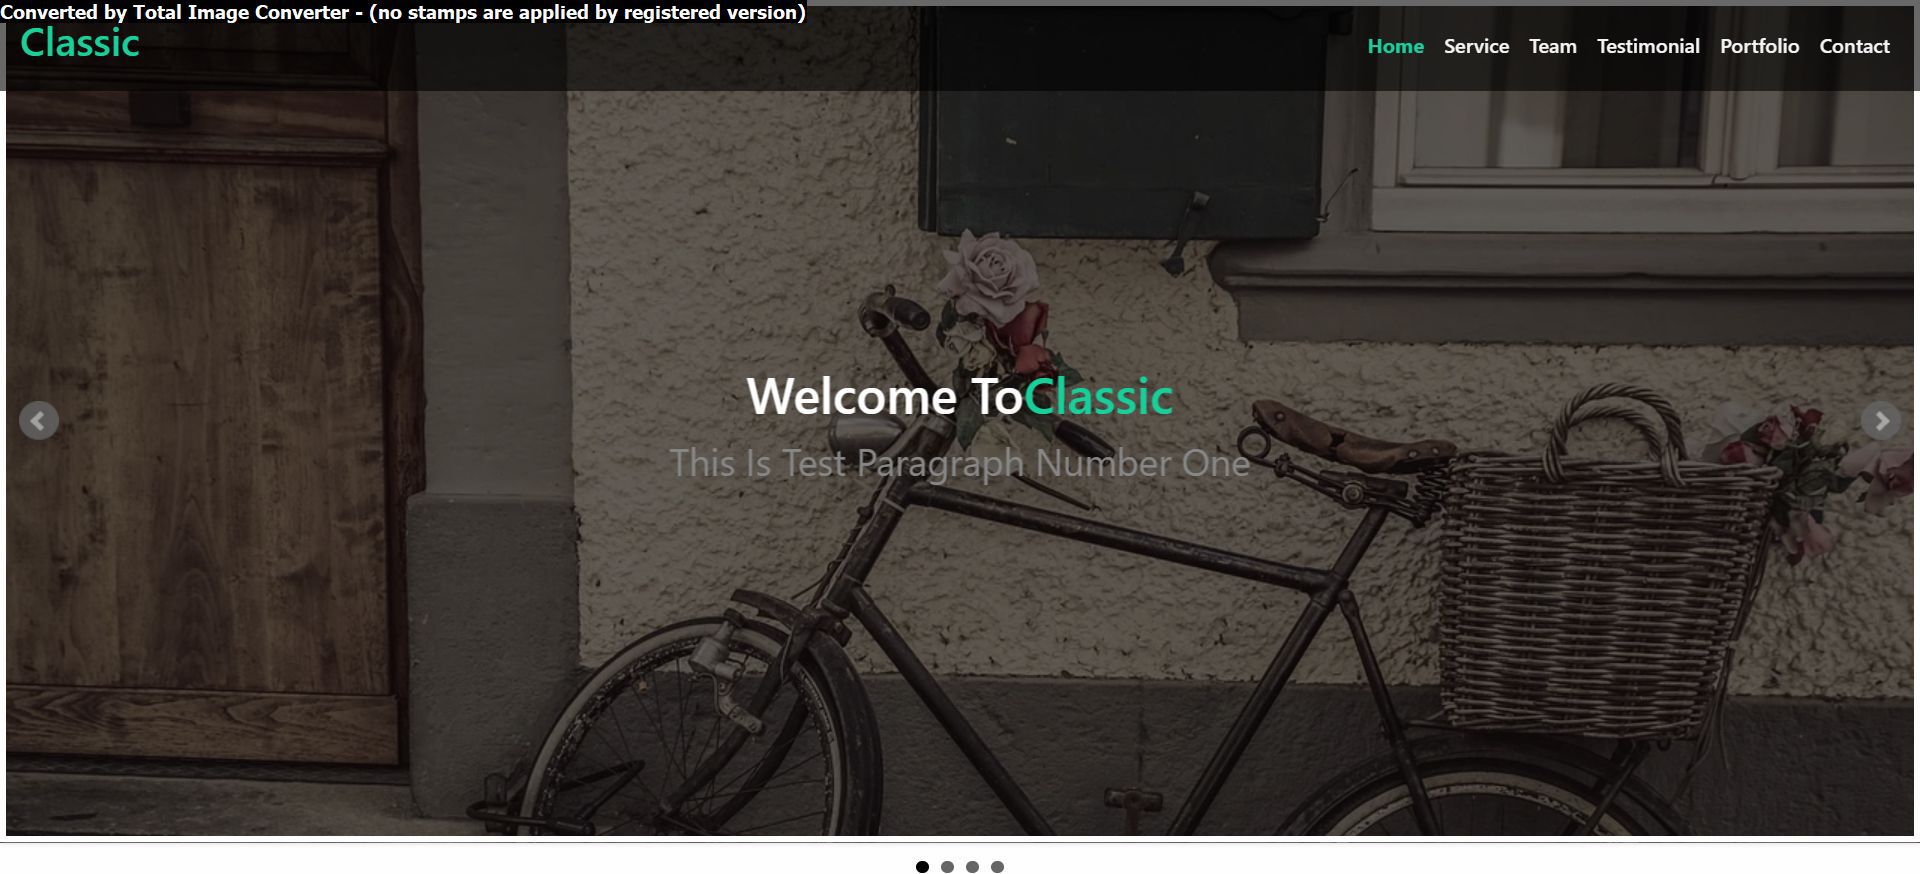 Converted by Total Image Converter - (no stamps are applied by registered version)
Classic
Home Service Team Testimonial Portfolio Contact
Welcome ToClassic
This Is Test Paragraph Number One